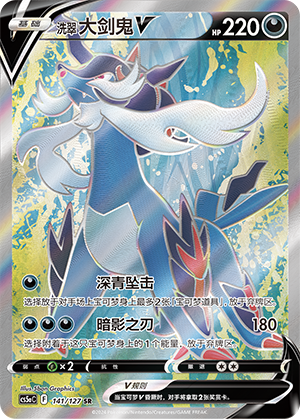 基础 洗翠 大剑鬼V HP 220
深青坠击
选择放于对手场上宝可梦身上最多2张「宝可梦道具」,放于弃牌区。
暗影之刃 180
选择附着于这只宝可梦身上的1个能量,放于弃牌区。
弱点 ×2 抗性 撤退
V规则
当宝可梦V昏厥时,对手将拿取2张奖赏卡。
cs5aC F 141/127 SR